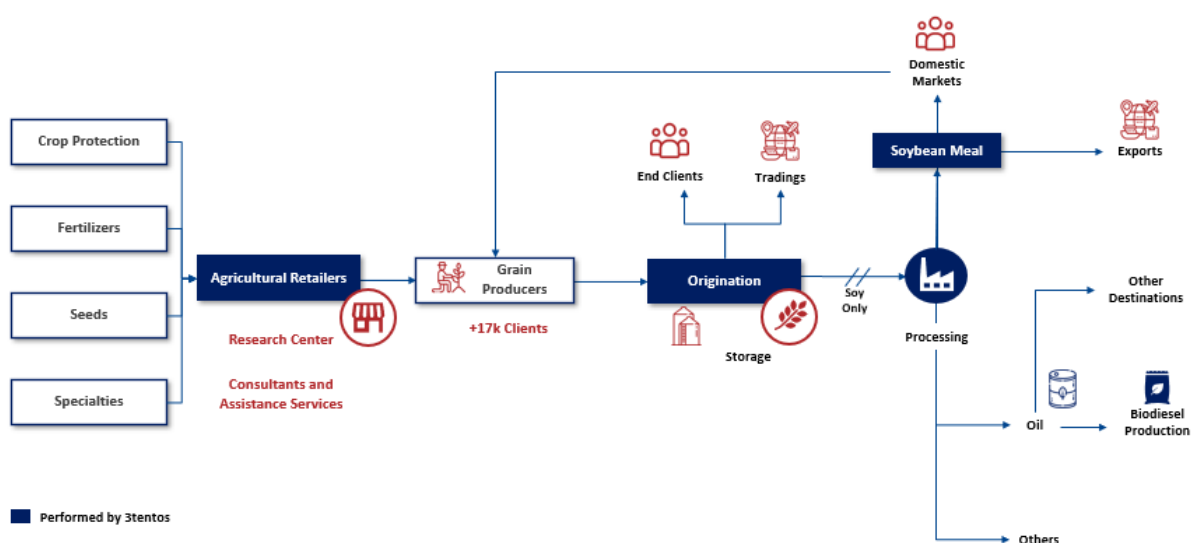 Domestic
Markets
Crop Protection
Soybean Meal
Exports
End Clients
Tradings
Fertilizers
Agricultural Retailers
Grain
Producers
Origination
Soy
Only
Other
Destinations
Seeds
Research Center
+17k Clients
Storage
Processing
Consultants and
Assistance Services
Specialties
Oil
Biodiesel
Production
Performed by 3tentos
Others